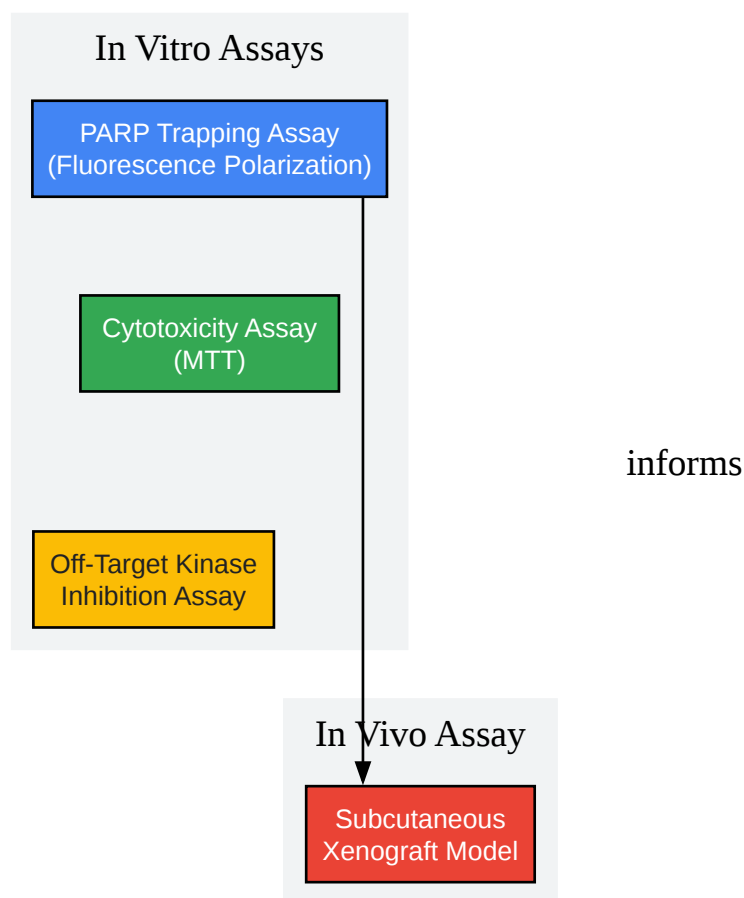 In Vitro Assays
PARP Trapping Assay
(Fluorescence Polarization)
Cytotoxicity Assay
(MTT)
informs
Off-Target Kinase
Inhibition Assay
In Vivo Assay
Subcutaneous
Xenograft Model